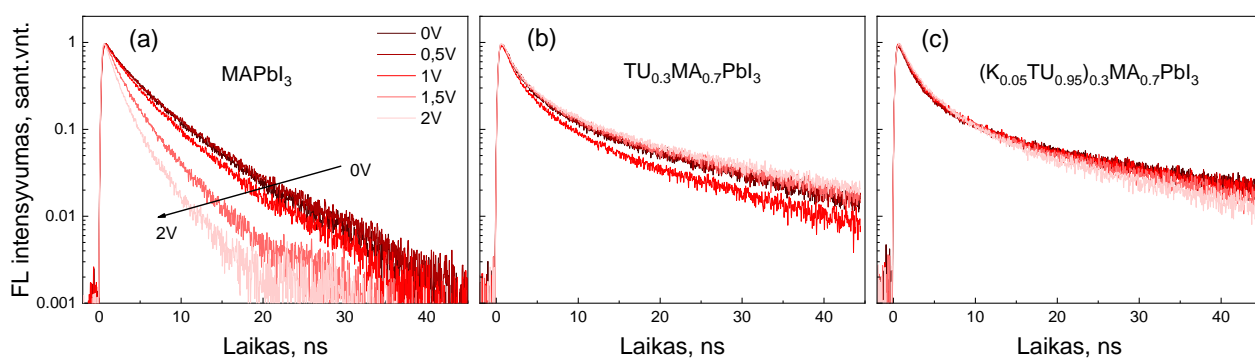 (a)
MAPbI₃
0V
0,5V
1V
1,5V
2V
0V
2V
(b)
TU₀.₃MA₀.₇PbI₃
(c)
(K₀.₀₅TU₀.₉₅)₀.₃MA₀.₇PbI₃
FL intensyvumas, sant.vnt.
1
0.1
0.01
0.001
0 10 20 30 40
0 10 20 30 40
0 10 20 30 40
Laikas, ns
Laikas, ns
Laikas, ns